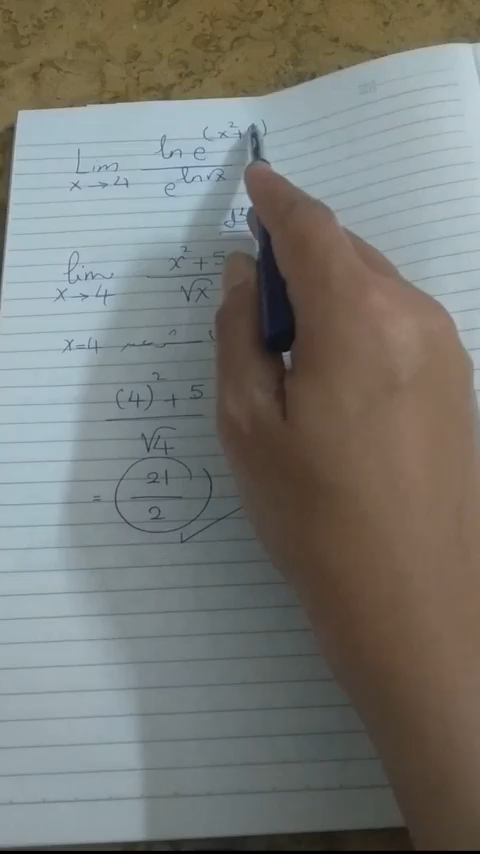 Lim x→4 ln e^(x²+ ) / e^ln√x
lim x→4 x²+5 / √x
x=4
(4)²+5 / √4
= 21/2